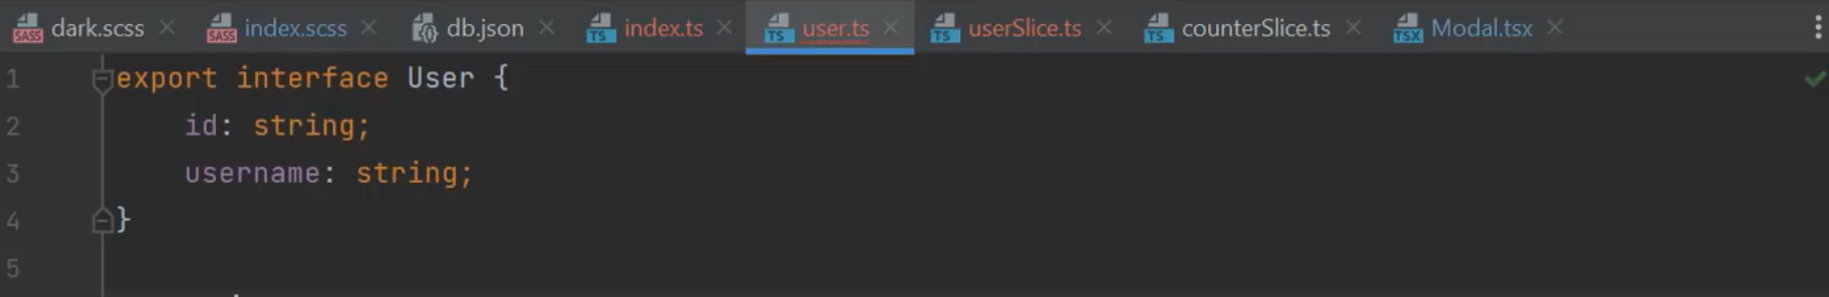 dark.scss index.scss db.json index.ts user.ts userSlice.ts counterSlice.ts Modal.tsx
SASS SASS TS TS TS TS TSX
1 export interface User {
2 id: string;
3 username: string;
4 }
5